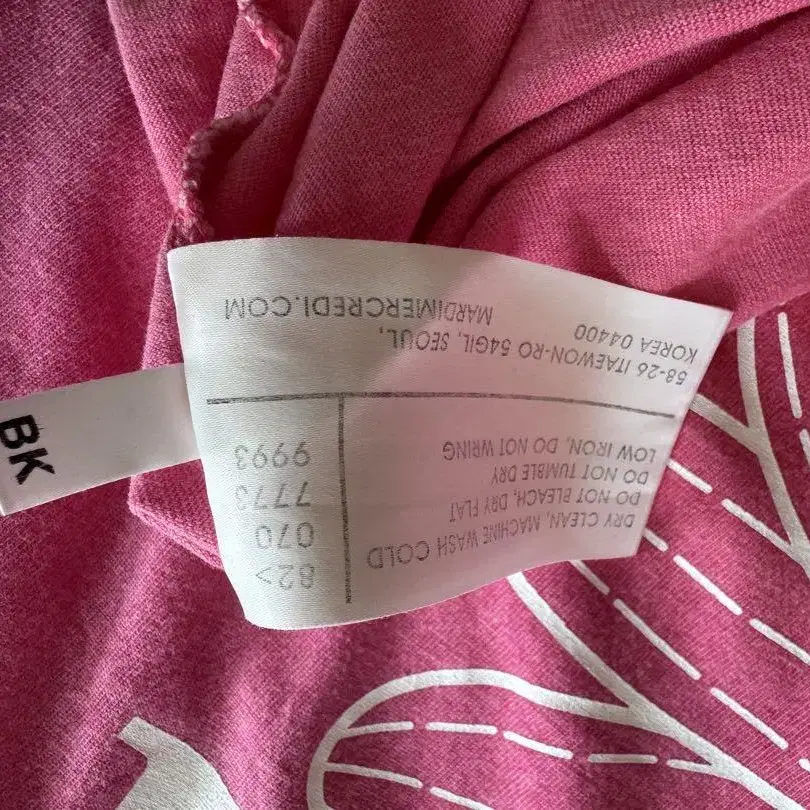 82>
070
7773
9993
DRY CLEAN, MACHINE WASH COLD
DO NOT BLEACH, DRY FLAT
DO NOT TUMBLE DRY
LOW IRON, DO NOT WRING
58-26 ITAEWON-RO 54GIL, SEOUL,
KOREA 04400
MARDIMERCREDI.COM
BK